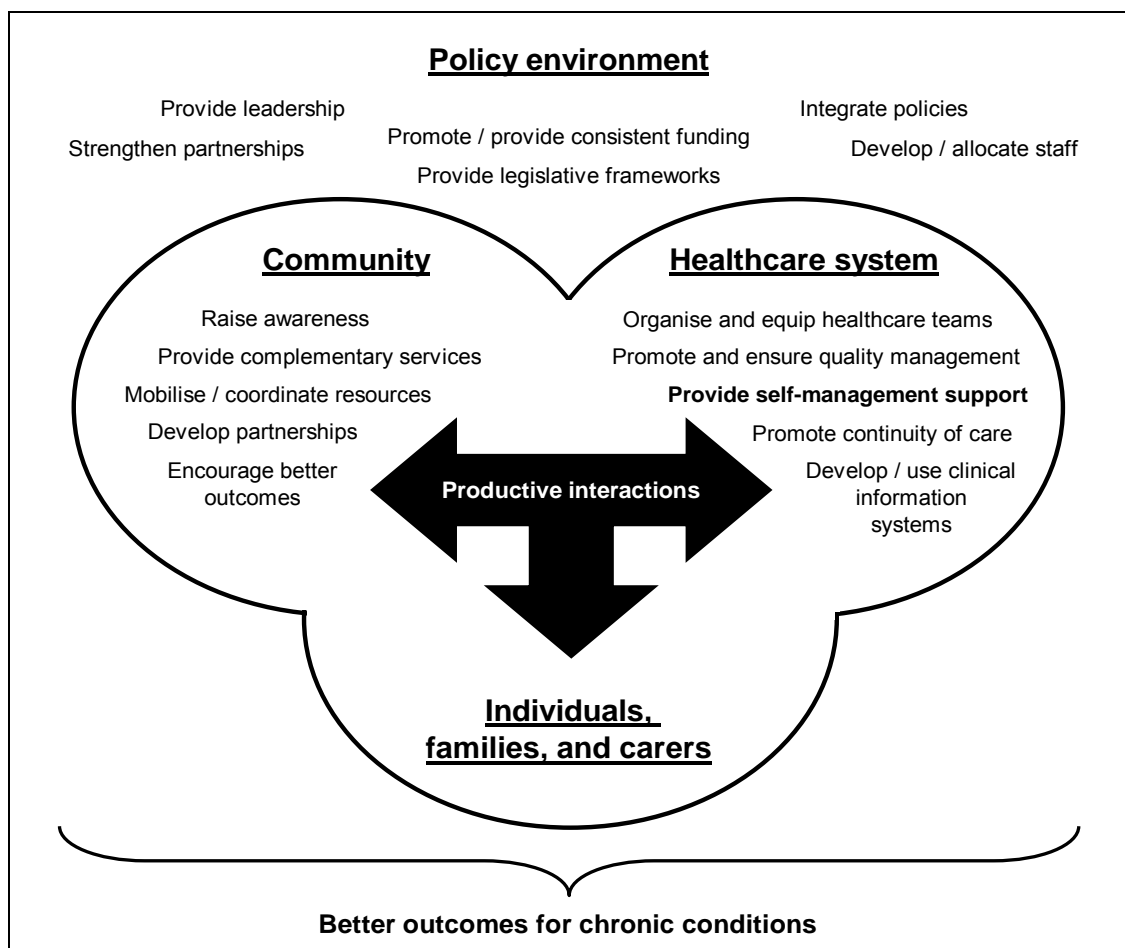 Policy environment
Provide leadership
Strengthen partnerships
Promote / provide consistent funding
Provide legislative frameworks
Integrate policies
Develop / allocate staff
Community
Raise awareness
Provide complementary services
Mobilise / coordinate resources
Develop partnerships
Encourage better
outcomes
Healthcare system
Organise and equip healthcare teams
Promote and ensure quality management
Provide self-management support
Promote continuity of care
Develop / use clinical
information
systems
Productive interactions
Individuals,
families, and carers
Better outcomes for chronic conditions